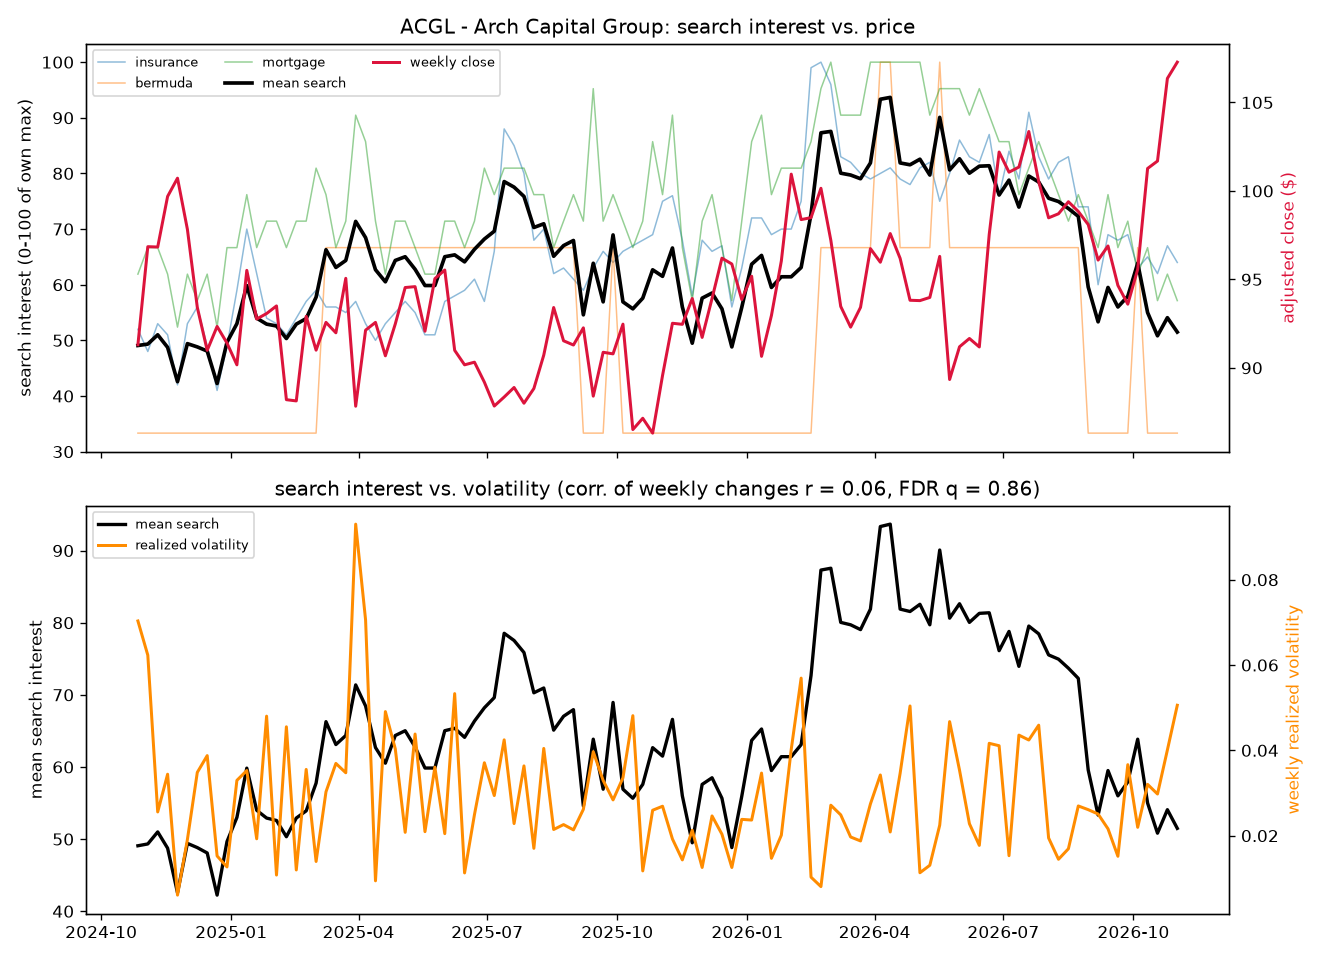 ACGL - Arch Capital Group: search interest vs. price
insurance
bermuda
mortgage
mean search
weekly close
search interest (0-100 of own max)
100
90
80
70
60
50
40
30
adjusted close ($)
105
100
95
90
search interest vs. volatility (corr. of weekly changes r = 0.06, FDR q = 0.86)
mean search
realized volatility
mean search interest
90
80
70
60
50
40
weekly realized volatility
0.08
0.06
0.04
0.02
2024-10
2025-01
2025-04
2025-07
2025-10
2026-01
2026-04
2026-07
2026-10